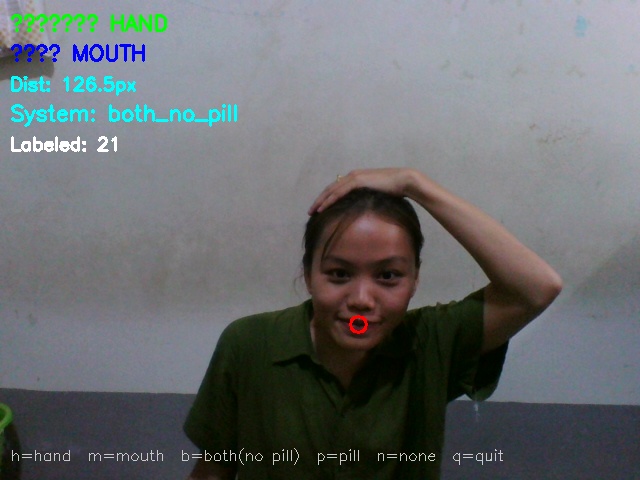 ??????? HAND
???? MOUTH
Dist: 126.5px
System: both_no_pill
Labeled: 21
h=hand m=mouth b=both(no pill) p=pill n=none q=quit